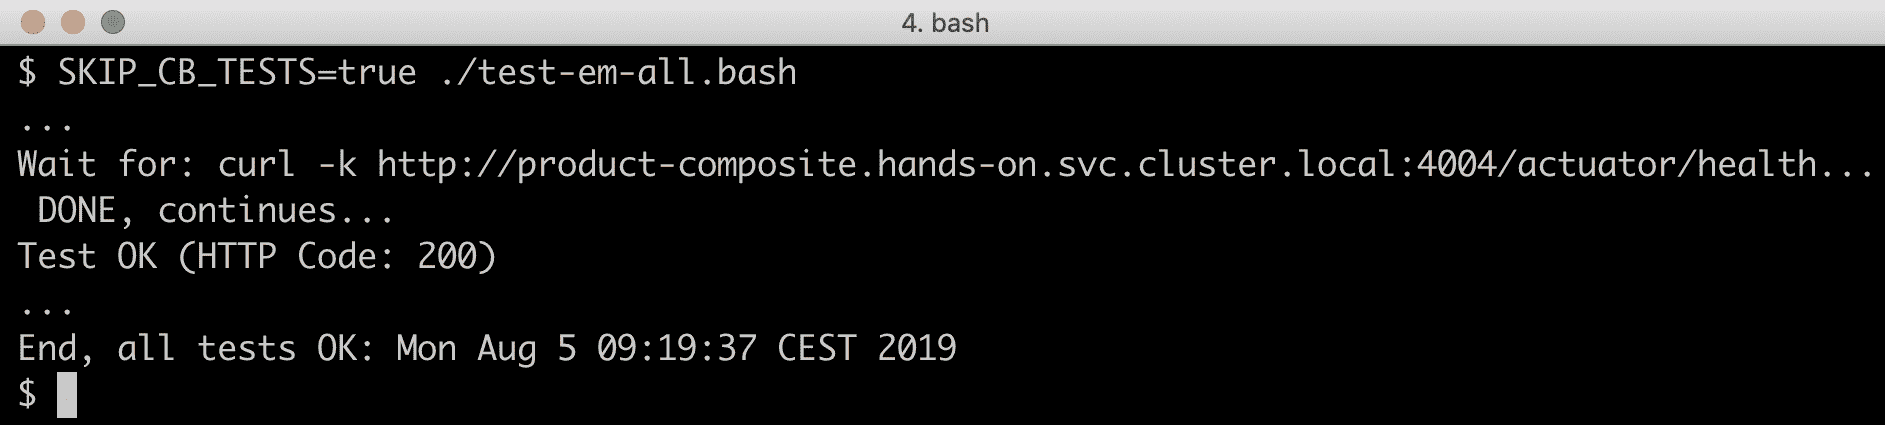 4. bash
$ SKIP_CB_TESTS=true ./test-em-all.bash
...
Wait for: curl -k http://product-composite.hands-on.svc.cluster.local:4004/actuator/health...
 DONE, continues...
Test OK (HTTP Code: 200)
...
End, all tests OK: Mon Aug 5 09:19:37 CEST 2019
$